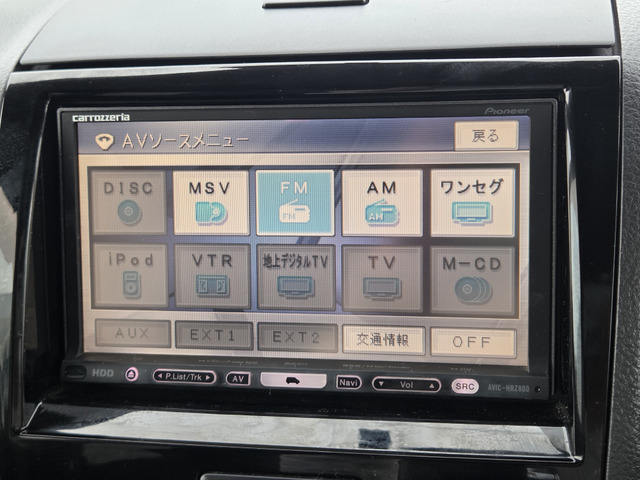 carrozzeria
Pioneer
AVソースメニュー
戻る
DISC MSV FM AM ワンセグ
FM AM
iPod VTR 地上デジタルTV TV M-CD
AUX EXT1 EXT2 交通情報 OFF
HDD P.List/Trk AV Navi Vol SRC AVIC-HRZ900